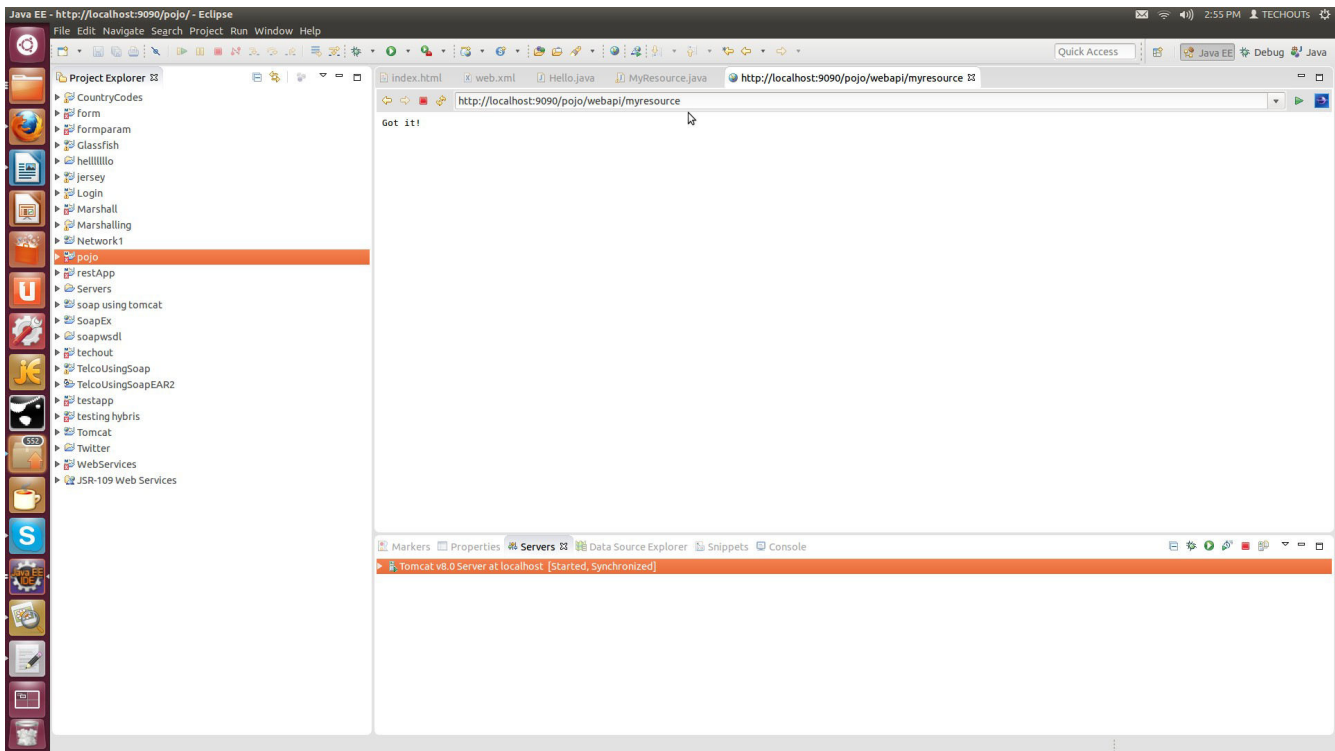 Java EE - http://localhost:9090/pojo/ - Eclipse
2:55 PM TECHOUTs
File Edit Navigate Search Project Run Window Help
Quick Access
Java EE Debug Java
Project Explorer
CountryCodes
form
formparam
Glassfish
helllllllo
jersey
Login
Marshall
Marshalling
Network1
pojo
restApp
Servers
soap using tomcat
SoapEx
soapwsdl
techout
TelcoUsingSoap
TelcoUsingSoapEAR2
testapp
testing hybris
Tomcat
Twitter
WebServices
JSR-109 Web Services
index.html web.xml Hello.java MyResource.java http://localhost:9090/pojo/webapi/myresource
http://localhost:9090/pojo/webapi/myresource
Got it!
Markers Properties Servers Data Source Explorer Snippets Console
Tomcat v8.0 Server at localhost [Started, Synchronized]
552
S
Java EE
IDE